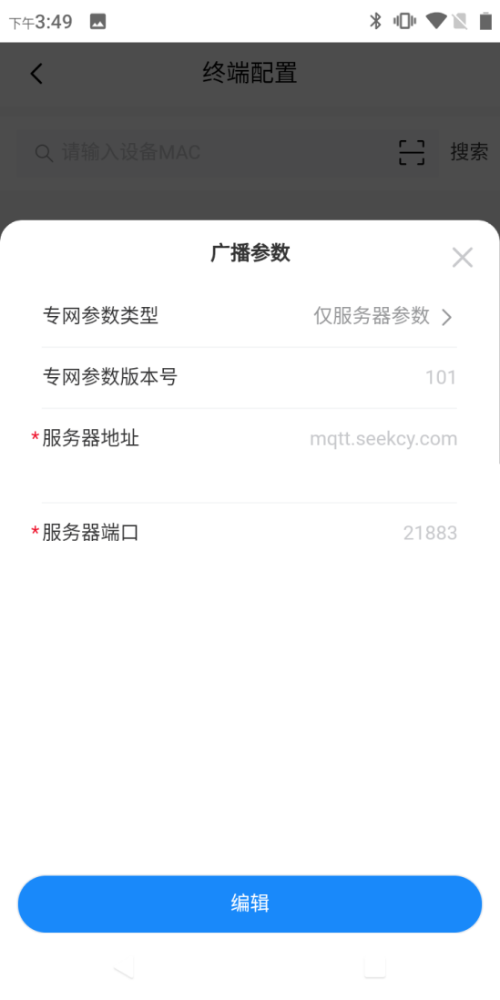 下午3:49
终端配置
请输入设备MAC
搜索
广播参数
专网参数类型
仅服务器参数
专网参数版本号
101
*服务器地址
mqtt.seekcy.com
*服务器端口
21883
编辑